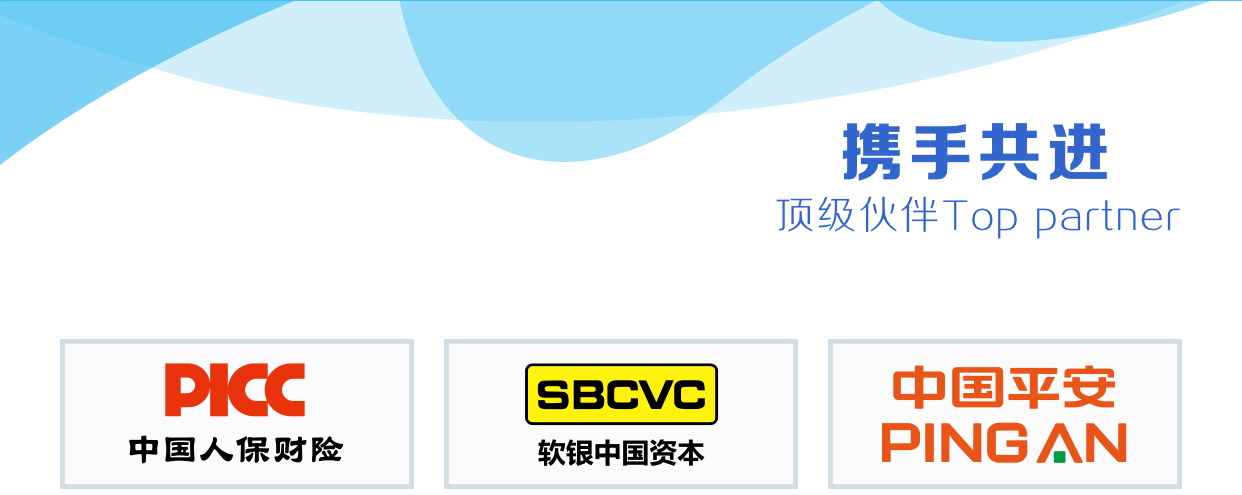 携手共进
顶级伙伴Top partner
PICC
中国人保财险
SBCVC
软银中国资本
中国平安
PING AN